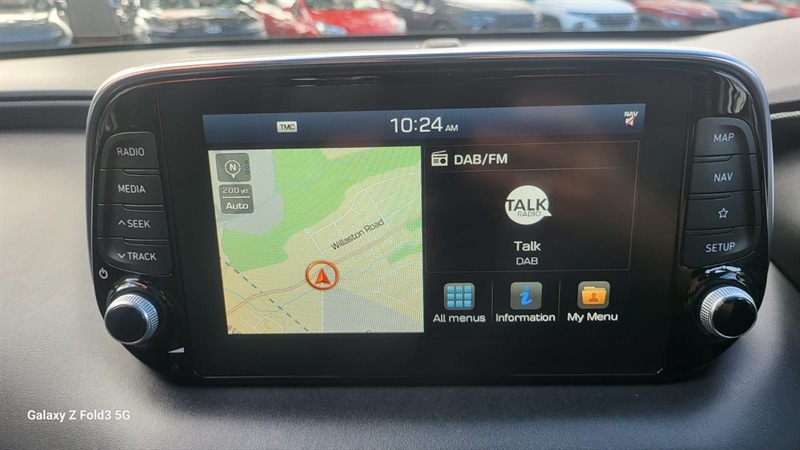 TMC
10:24 AM
NAV
RADIO
MEDIA
SEEK
TRACK
N
200 yd
Auto
Willaston Road
DAB/FM
TALK
RADIO
Talk
DAB
All menus
Information
My Menu
MAP
NAV
SETUP
Galaxy Z Fold3 5G